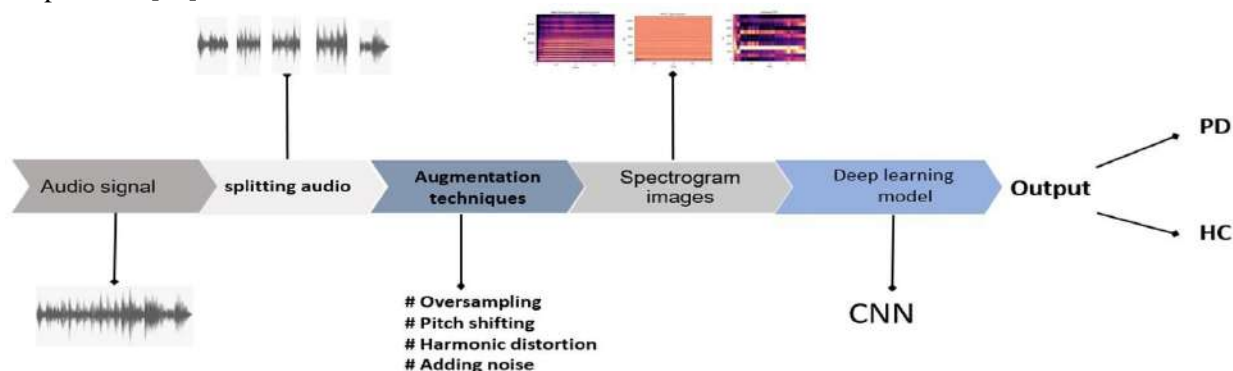 Audio signal
splitting audio
Augmentation
techniques
Spectrogram
images
Deep learning
model
Output
PD
HC
# Oversampling
# Pitch shifting
# Harmonic distortion
# Adding noise
CNN